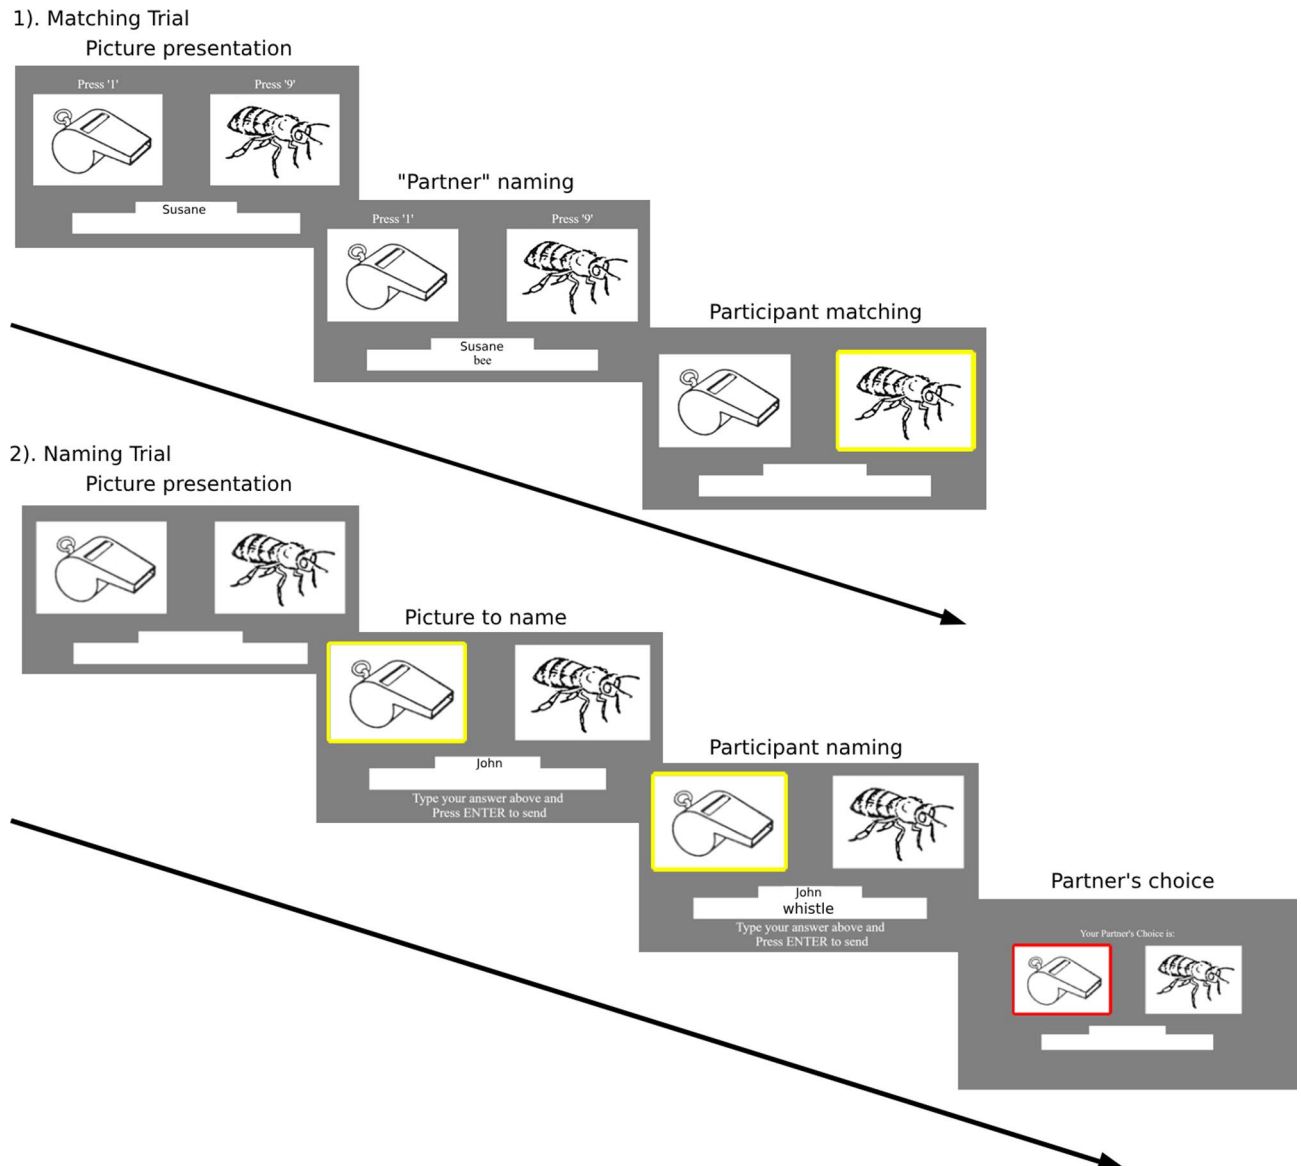 1). Matching Trial
Picture presentation
Press '1' Press '9'
Susane
"Partner" naming
Press '1' Press '9'
Susane
bee
Participant matching
2). Naming Trial
Picture presentation
Picture to name
John
Type your answer above and
Press ENTER to send
Participant naming
John
whistle
Type your answer above and
Press ENTER to send
Partner's choice
Your Partner's Choice is: